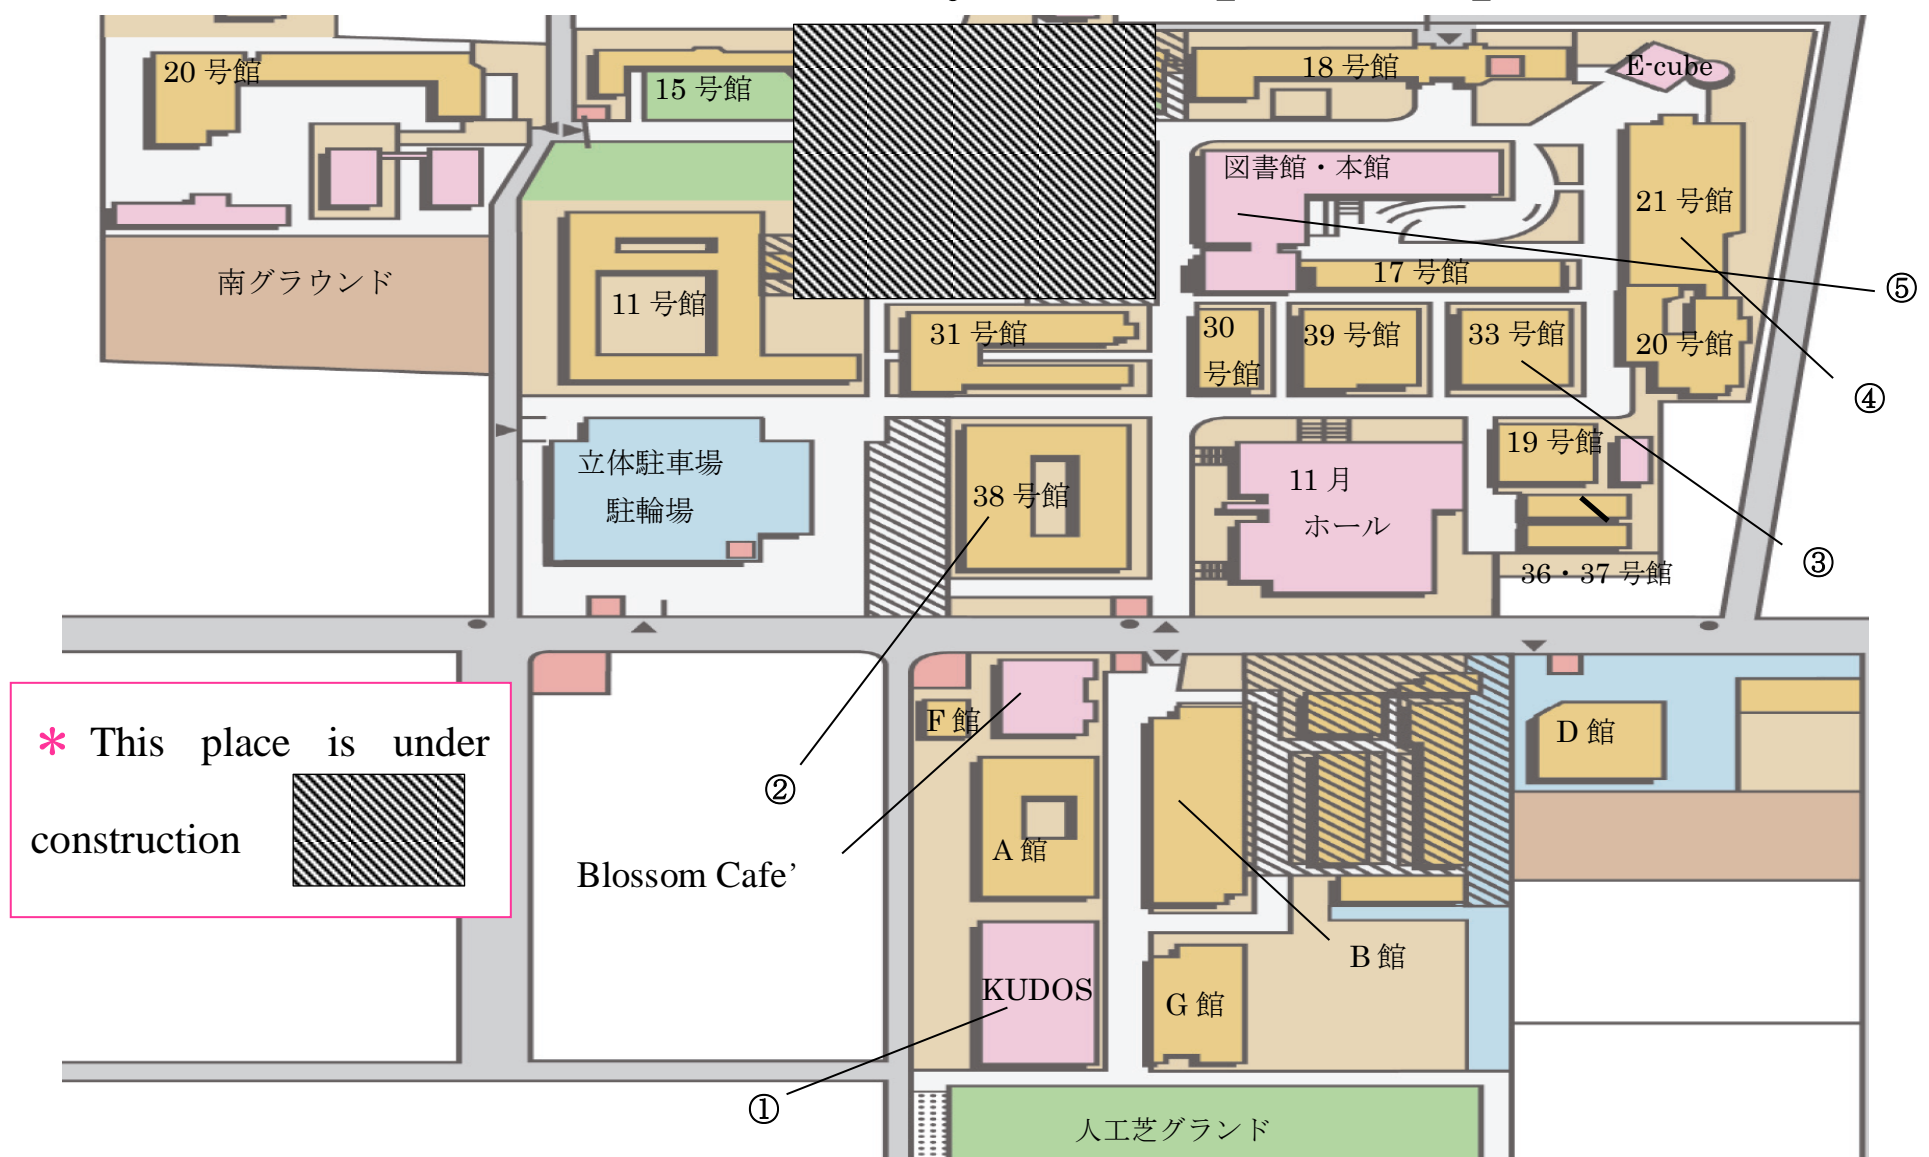 20 号館
15 号館
18 号館
E-cube
図書館・本館
21 号館
南グラウンド
11 号館
17 号館
⑤
31 号館
30
号館
39 号館
33 号館
20 号館
④
立体駐車場
駐輪場
38 号館
11 月
ホール
19 号館
③
36・37 号館
* This place is under
construction
F 館
D 館
②
A 館
Blossom Cafe’
B 館
KUDOS
G 館
①
人工芝グランド